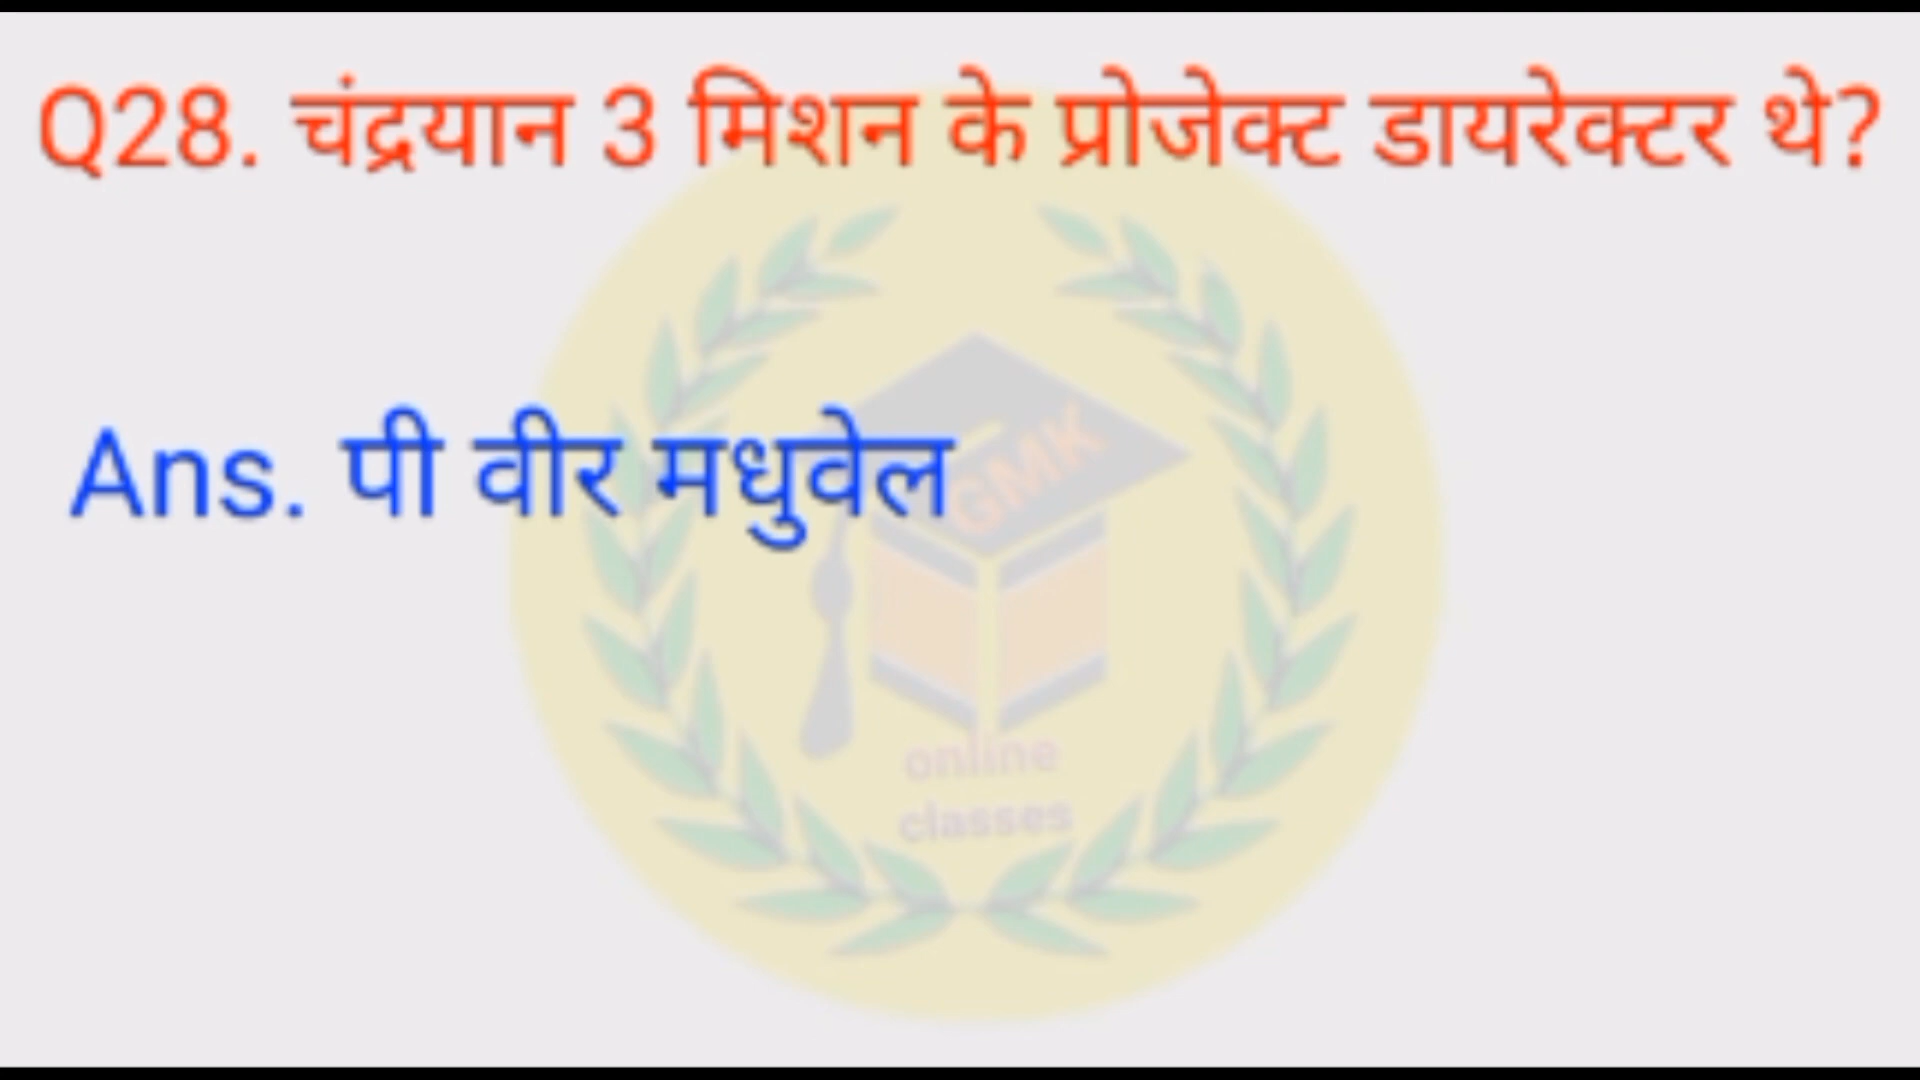 Q28. चंद्रयान 3 मिशन के प्रोजेक्ट डायरेक्टर थे?
Ans. पी वीर मधुवेल
GMK
online
classes